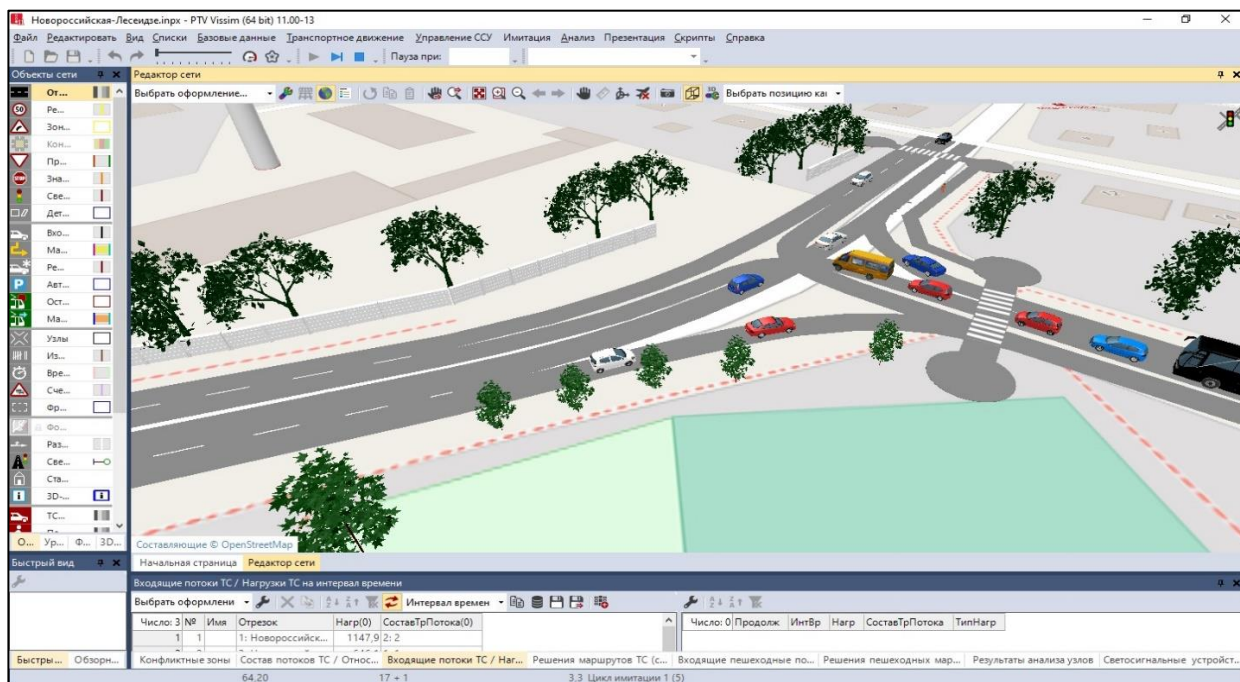 Новороссийская-Лесеидзе.inpx - PTV Vissim (64 bit) 11.00-13
Файл Редактировать Вид Списки Базовые данные Транспортное движение Управление ССУ Имитация Анализ Презентация Скрипты Справка
Пауза при:
Объекты сети
Редактор сети
Выбрать оформление...
Выбрать позицию ка
От...
Ре...
Зон...
Кон...
Пр...
Зна...
Све...
Дет...
Вхо...
Ма...
Ре...
Авт...
Ост...
Ма...
Узлы
Из...
Вре...
Сче...
Фр...
Фо...
Раз...
Све...
Ста...
3D-...
ТС...
О... Ур... Ф... 3D...
Составляющие © OpenStreetMap
Быстрый вид
Начальная страница Редактор сети
Входящие потоки ТС / Нагрузки ТС на интервал времени
Выбрать оформлени
Интервал времен
Число: 3 № Имя Отрезок Нагр(0) СоставТрПотока(0)
Число: 0 Продолж ИнтВр Нагр СоставТрПотока ТипНагр
1 1 1: Новороссийск... 1147,9 2: 2
Быстры... Обзорн...
Конфликтные зоны Состав потоков ТС / Относ... Входящие потоки ТС / Наг... Решения маршрутов ТС (с... Входящие пешеходные по... Решения пешеходных мар... Результаты анализа узлов Светосигнальные устройст...
64.20 17 + 1 3.3 Цикл имитации 1 (5)